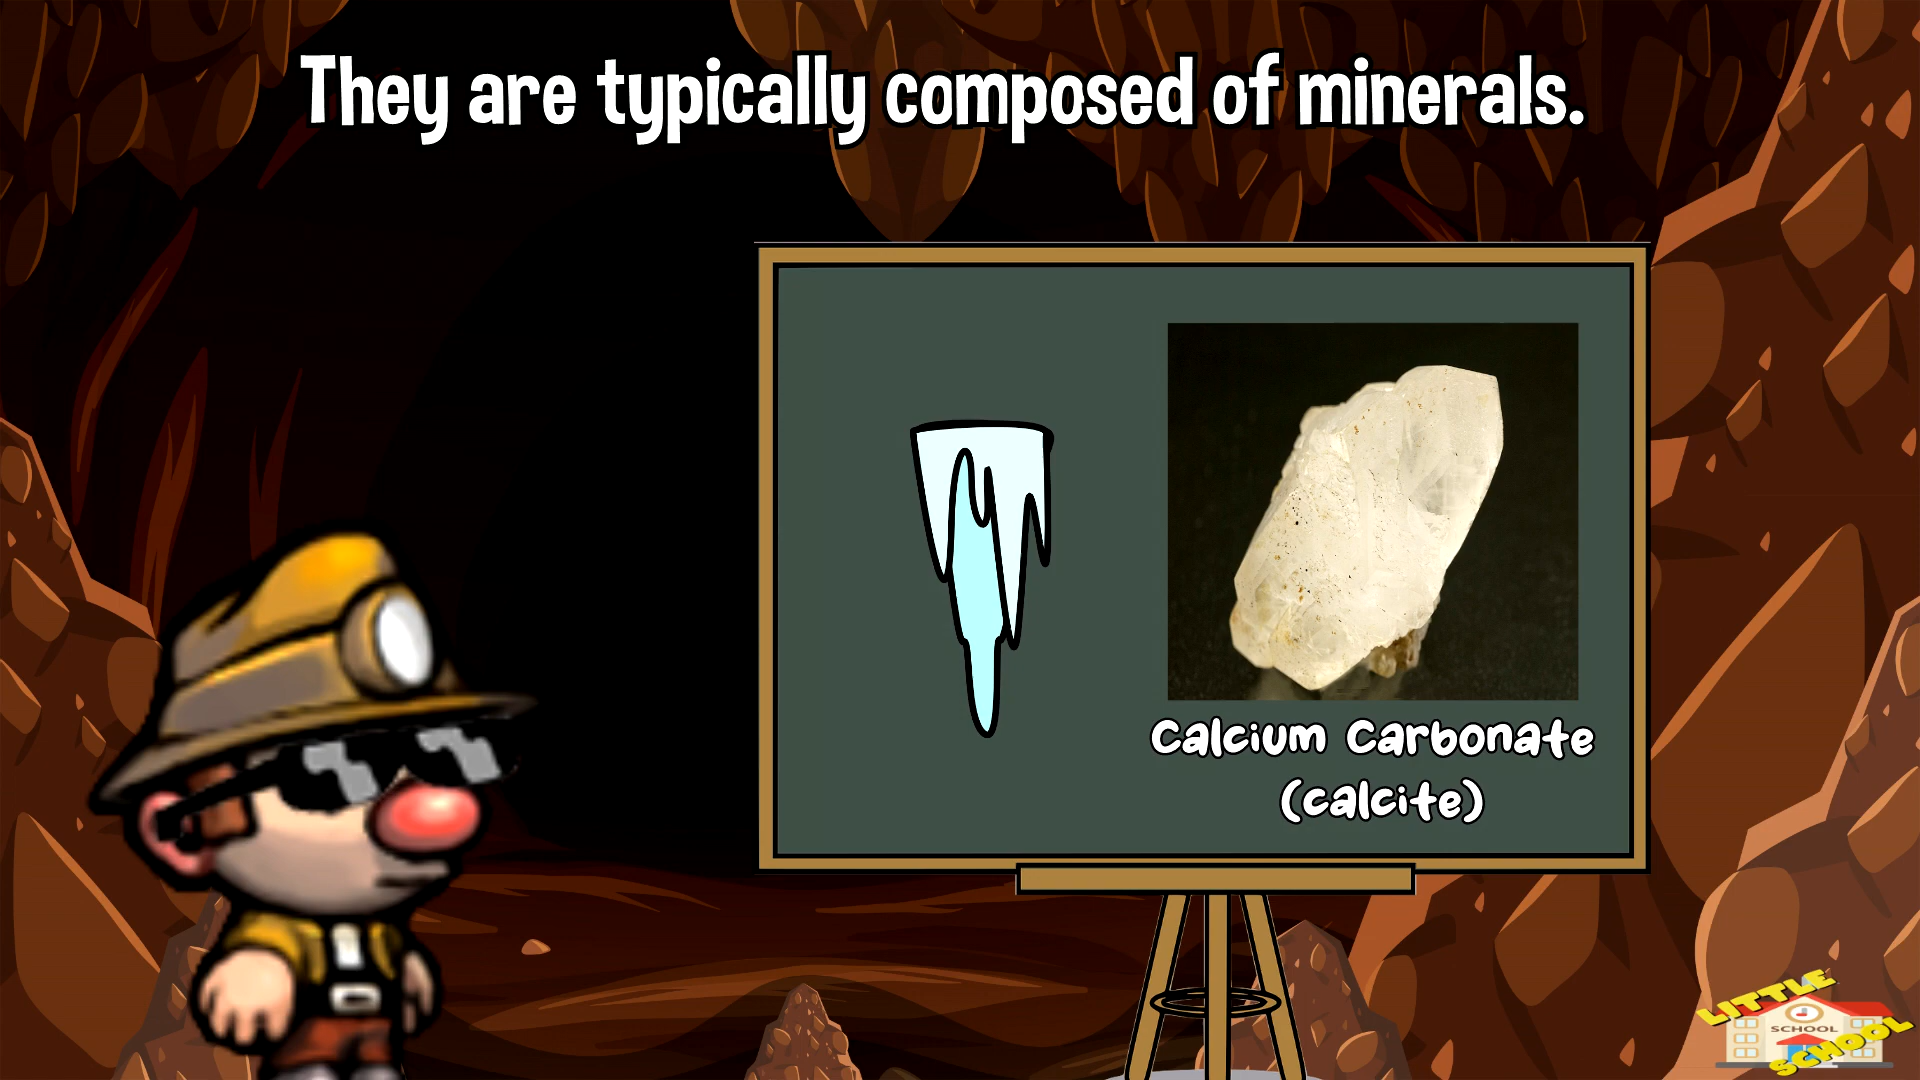 They are typically composed of minerals.
Calcium Carbonate
(calcite)
LITTLE
SCHOOL
SCHOOL